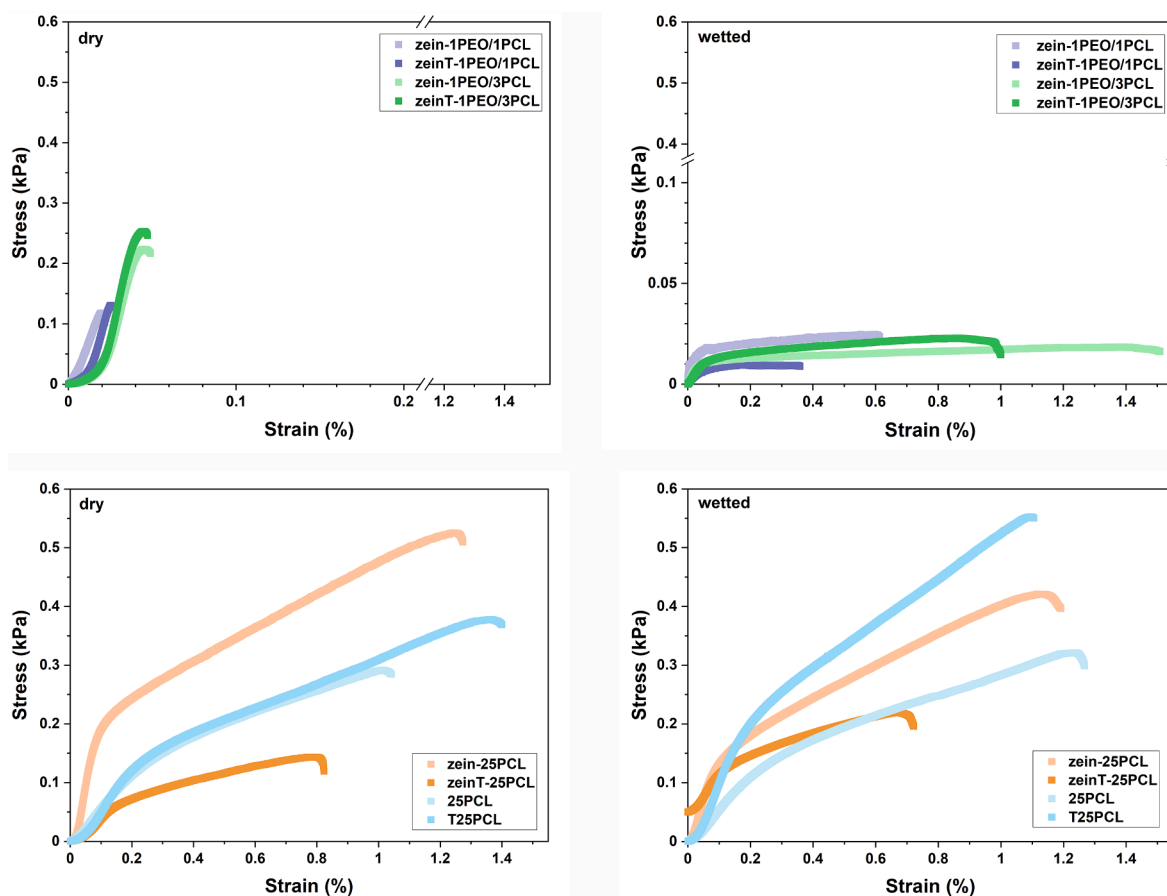 dry
zein-1PEO/1PCL
zeinT-1PEO/1PCL
zein-1PEO/3PCL
zeinT-1PEO/3PCL
Stress (kPa)
0.6
0.5
0.4
0.3
0.2
0.1
0
0 0.1 0.2 1.2 1.4
Strain (%)
wetted
zein-1PEO/1PCL
zeinT-1PEO/1PCL
zein-1PEO/3PCL
zeinT-1PEO/3PCL
Stress (kPa)
0.6
0.5
0.4
0.1
0.05
0
0 0.2 0.4 0.6 0.8 1 1.2 1.4
Strain (%)
dry
zein-25PCL
zeinT-25PCL
25PCL
T25PCL
Stress (kPa)
0.6
0.5
0.4
0.3
0.2
0.1
0
0 0.2 0.4 0.6 0.8 1 1.2 1.4
Strain (%)
wetted
zein-25PCL
zeinT-25PCL
25PCL
T25PCL
Stress (kPa)
0.6
0.5
0.4
0.3
0.2
0.1
0
0 0.2 0.4 0.6 0.8 1 1.2 1.4
Strain (%)